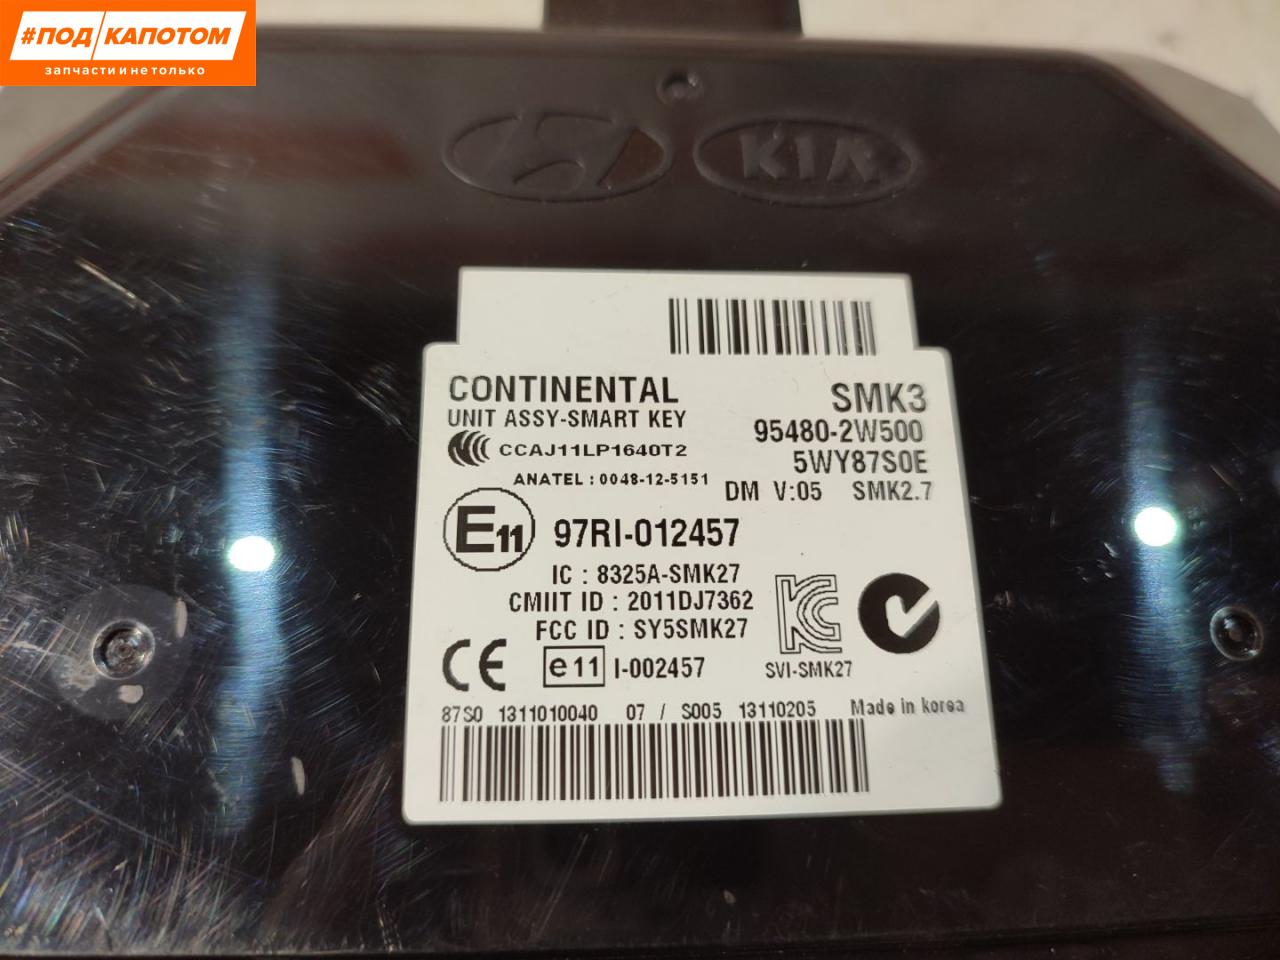 #ПОД/КАПОТОМ
запчасти и не только
KIA
CONTINENTAL
SMK3
UNIT ASSY-SMART KEY
95480-2W500
CCAJ11LP1640T2
5WY87S0E
ANATEL : 0048-12-5151
DM V:05 SMK2.7
E11
97RI-012457
IC : 8325A-SMK27
CMIIT ID : 2011DJ7362
FCC ID : SY5SMK27
CE
e11 I-002457
SVI-SMK27
87S0 1311010040 07 / S005 13110205 Made in korea